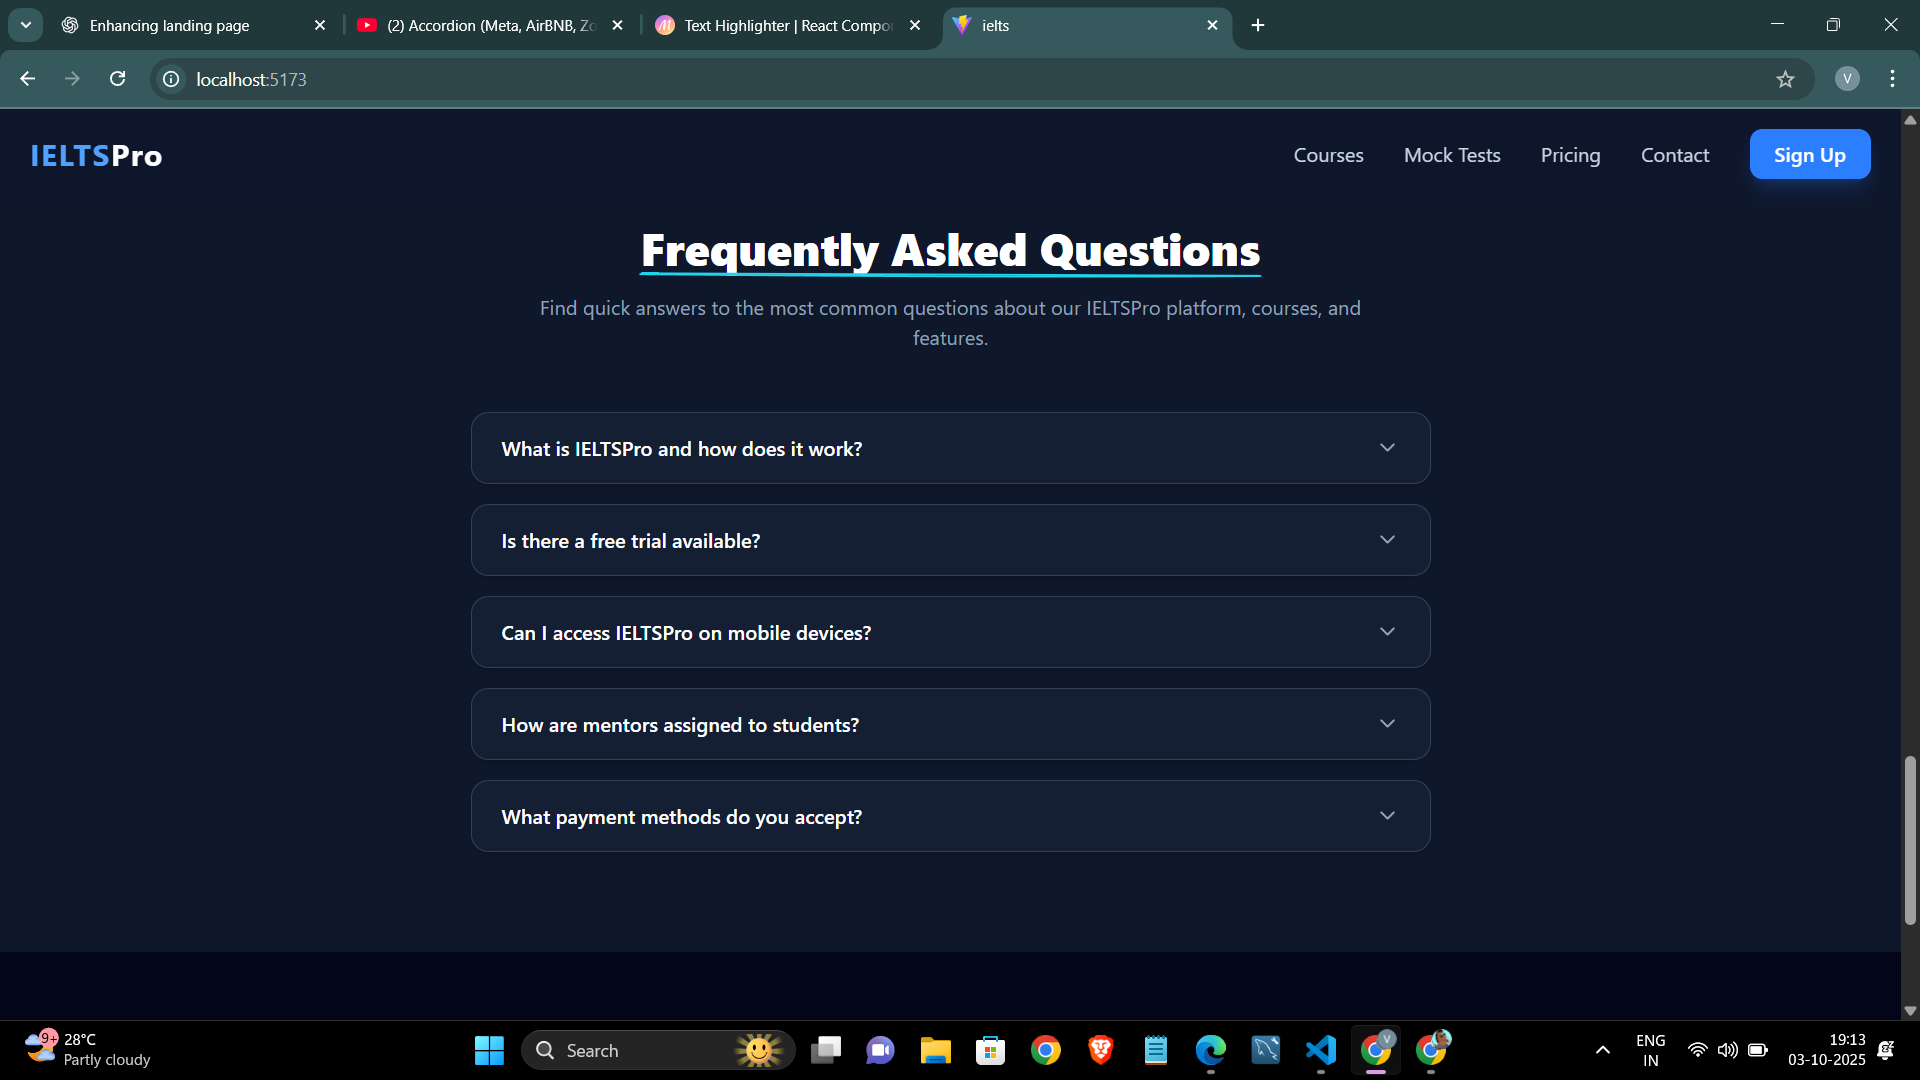 Enhancing landing page
(2) Accordion (Meta, AirBNB, Zo
Text Highlighter | React Compo
ielts
localhost:5173
V
IELTSPro
Courses
Mock Tests
Pricing
Contact
Sign Up
Frequently Asked Questions
Find quick answers to the most common questions about our IELTSPro platform, courses, and
features.
What is IELTSPro and how does it work?
Is there a free trial available?
Can I access IELTSPro on mobile devices?
How are mentors assigned to students?
What payment methods do you accept?
9+
28°C
Partly cloudy
Search
V
ENG
IN
19:13
03-10-2025